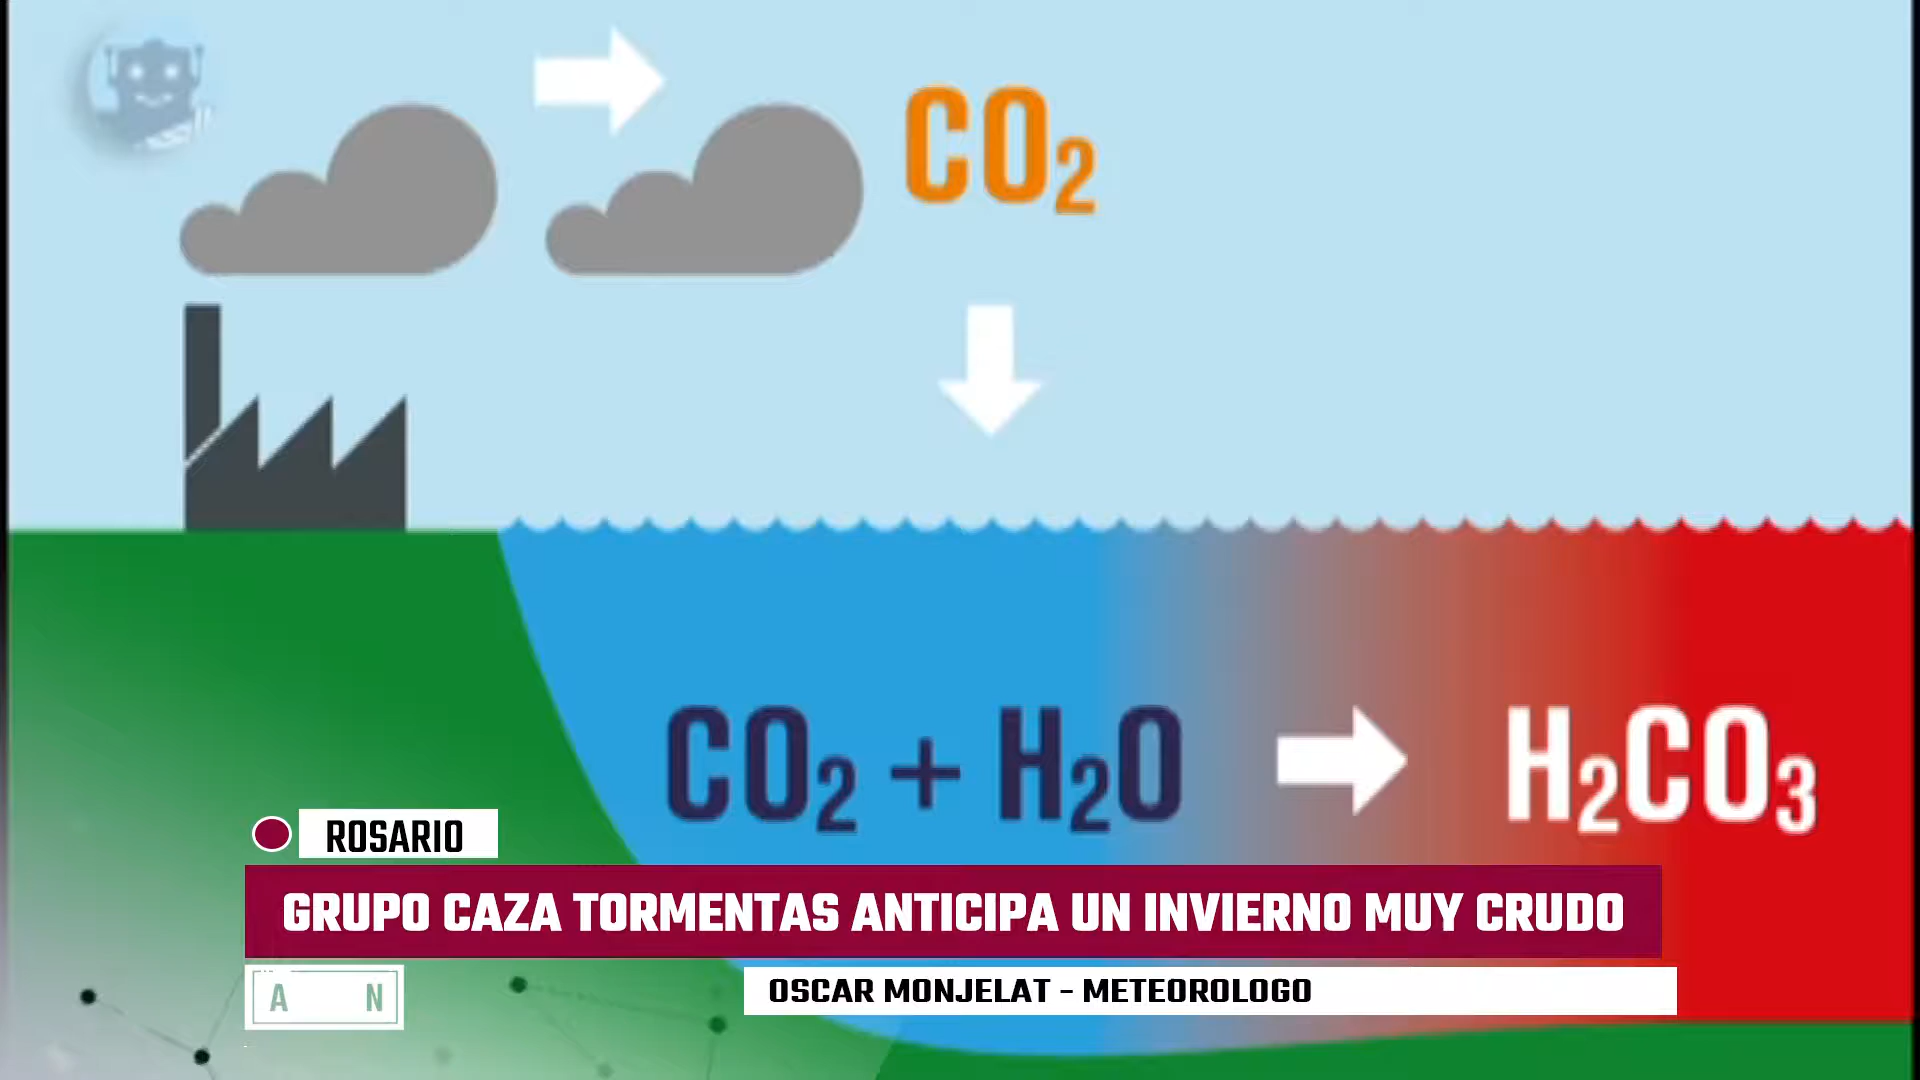 CO₂
CO₂ + H₂O
H₂CO₃
ROSARIO
GRUPO CAZA TORMENTAS ANTICIPA UN INVIERNO MUY CRUDO
A N
OSCAR MONJELAT - METEOROLOGO